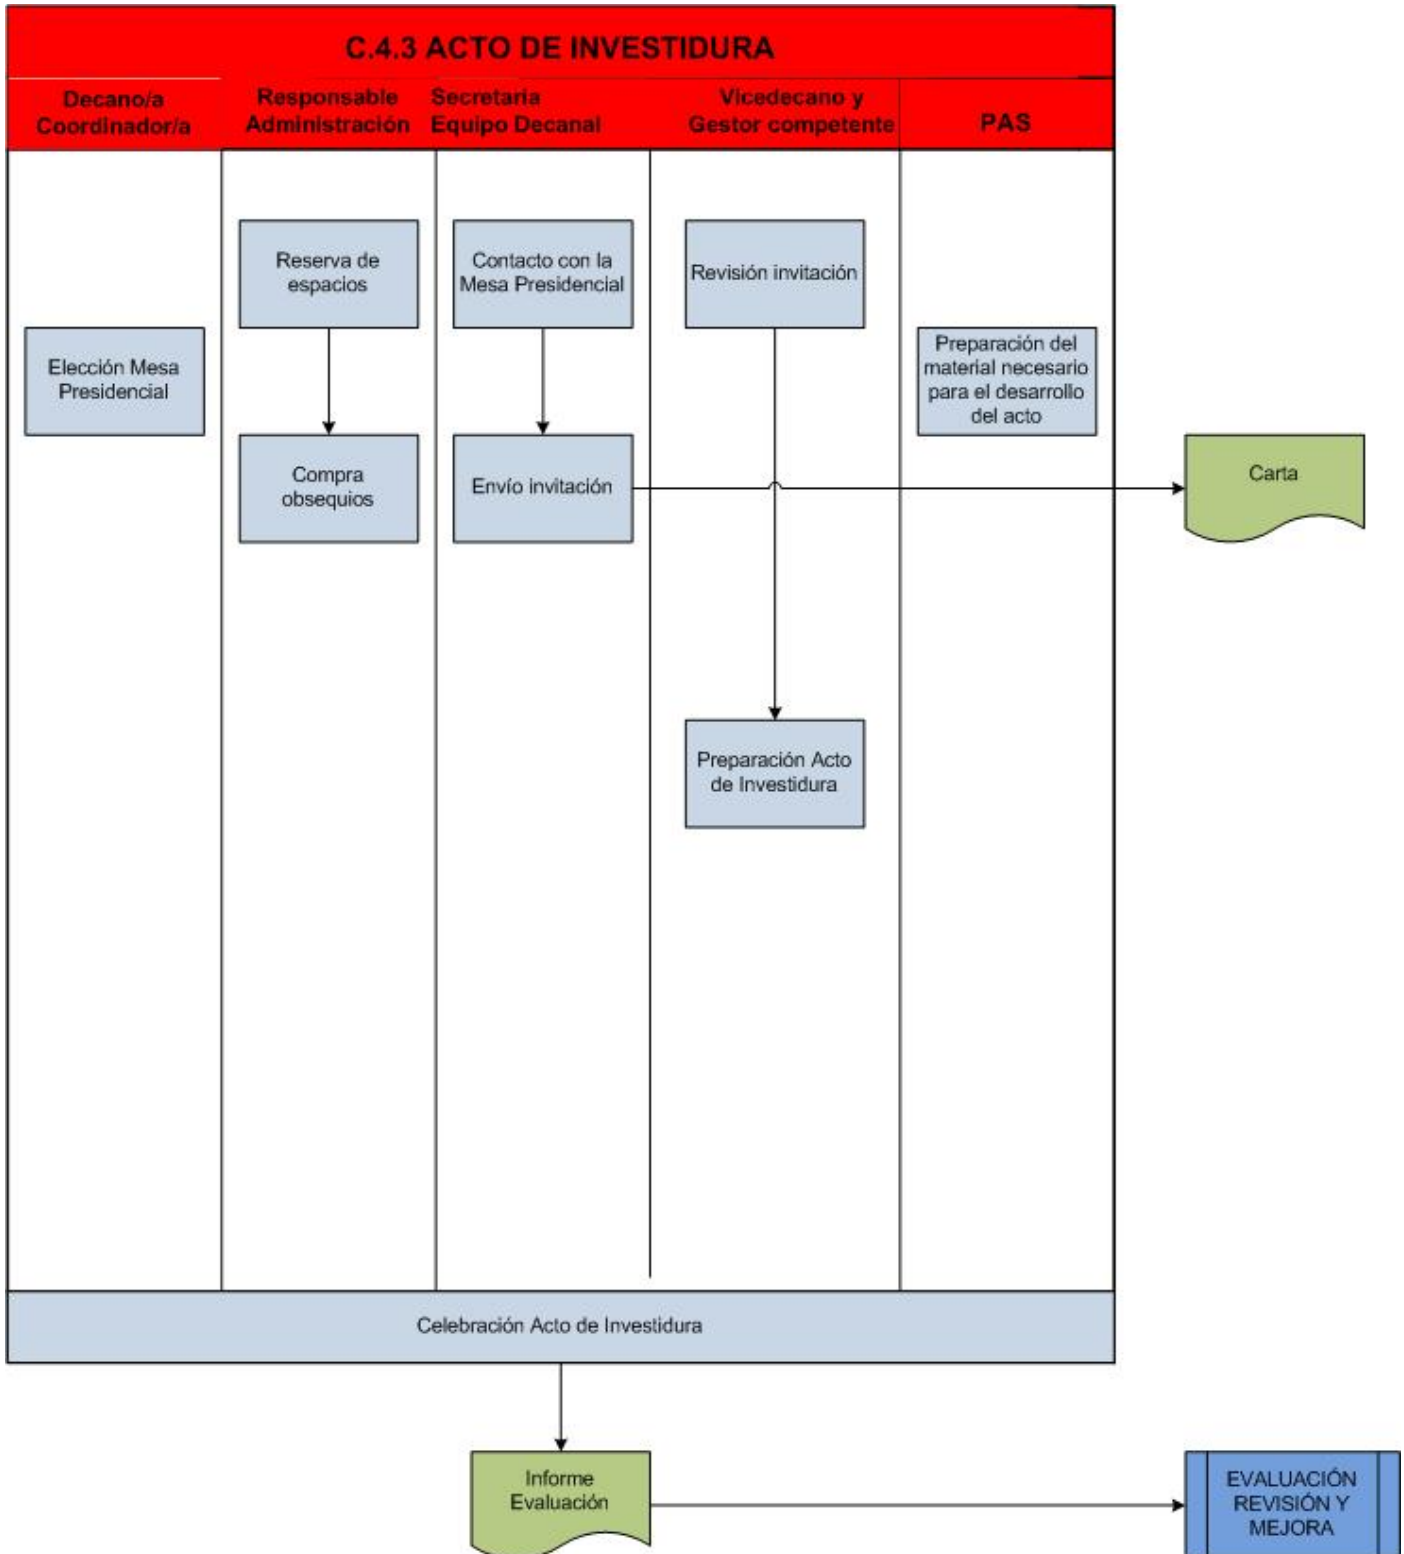 C.4.3 ACTO DE INVESTIDURA
Decano/a
Coordinador/a
Responsable
Administración
Secretaria
Equipo Decanal
Vicedecano y
Gestor competente
PAS
Reserva de
espacios
Contacto con la
Mesa Presidencial
Revisión invitación
Elección Mesa
Presidencial
Preparación del
material necesario
para el desarrollo
del acto
Compra
obsequios
Envío invitación
Carta
Preparación Acto
de Investidura
Celebración Acto de Investidura
Informe
Evaluación
EVALUACIÓN
REVISIÓN Y
MEJORA